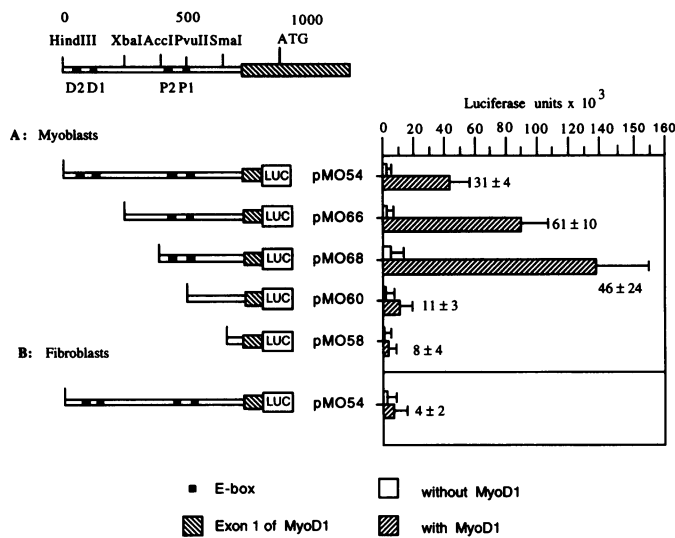 0 500 1000
HindIII XbaI AccI PvuII SmaI ATG
D2 D1 P2 P1
Luciferase units x 10 3
0 20 40 60 80 100 120 140 150 160
A: Myoblasts
LUC pMO54 31 ± 4
LUC pMO66 61 ± 10
LUC pMO68 46 ± 24
LUC pMO60 11 ± 3
LUC pMO58 8 ± 4
B: Fibroblasts
LUC pMO54 4 ± 2
E-box without MyoD1
Exon 1 of MyoD1 with MyoD1